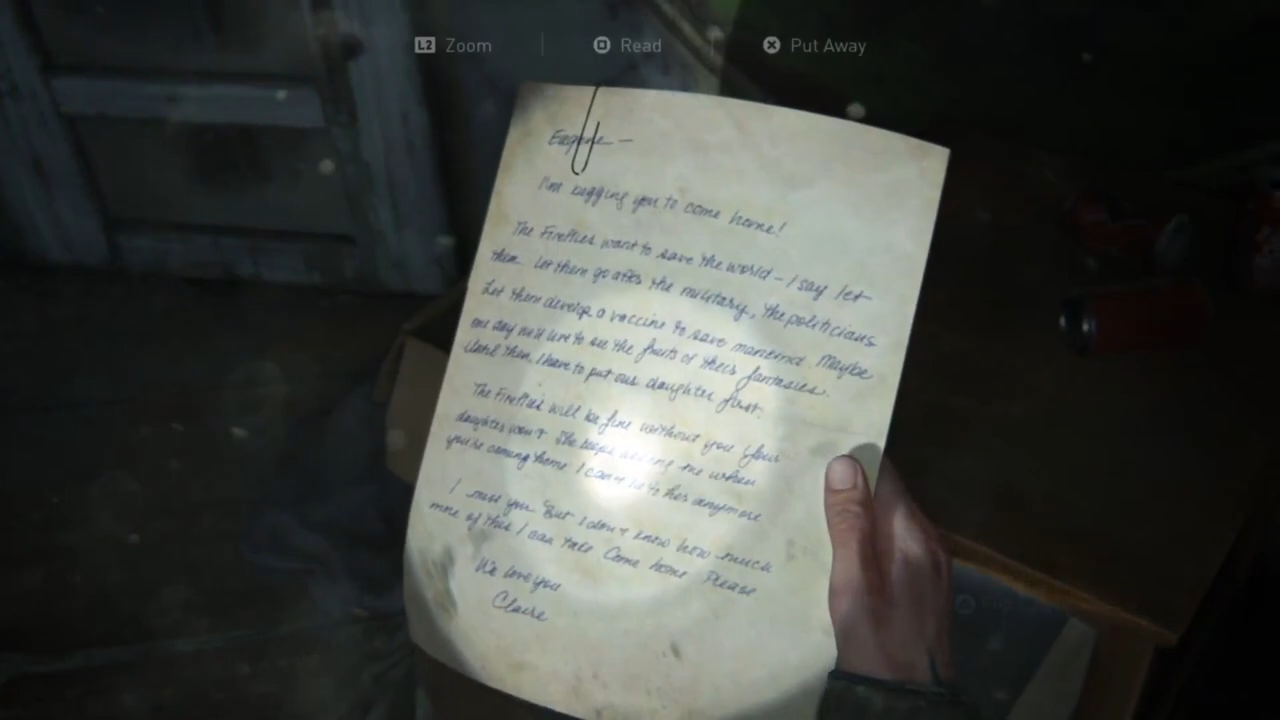 L2 Zoom
Read
Put Away
Eugene —
I'm begging you to come home!
The Fireflies want to save the world - I say let
them. Let them go after the military, the politicians.
Let them develop a vaccine to save mankind. Maybe
one day we'll live to see the fruits of their fantasies.
Until then, I have to put our daughter first.
The Fireflies will be fine without you. Your
daughter won't. She keeps asking me when
you're coming home. I can't lie to her anymore
I miss you. But I don't know how much
more of this I can take. Come home. Please
We love you
Claire